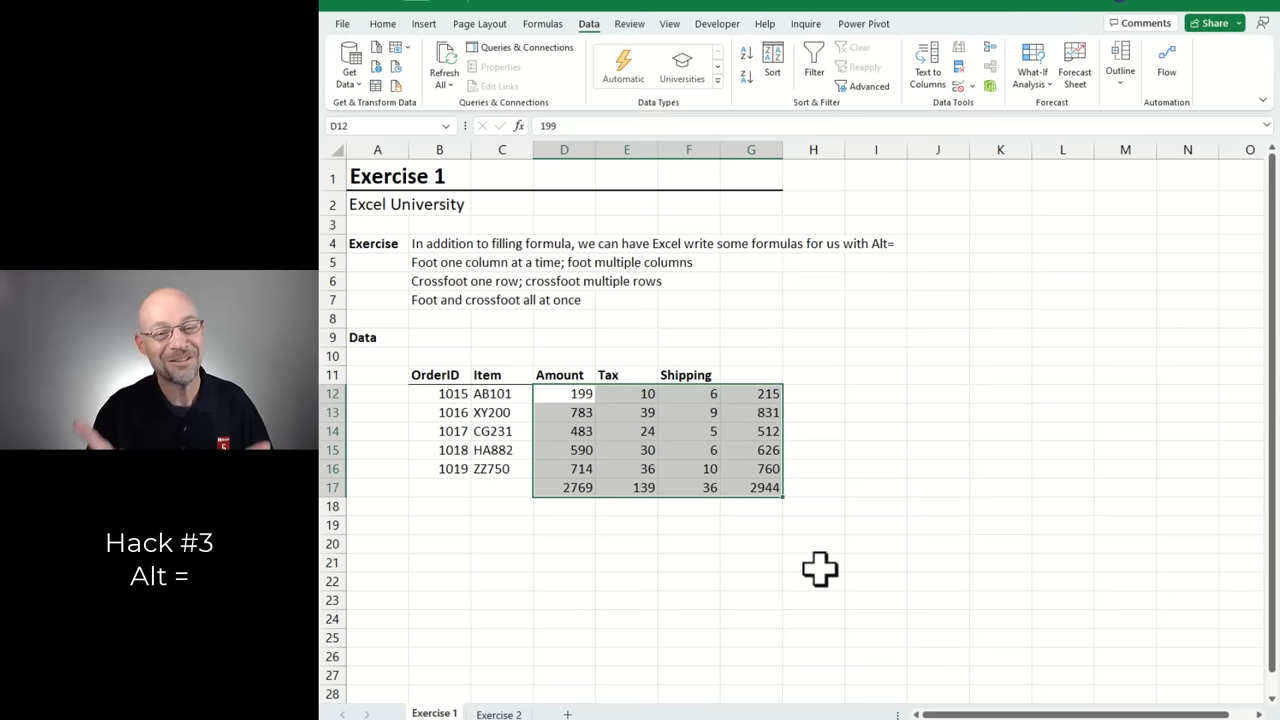 File Home Insert Page Layout Formulas Data Review View Developer Help Inquire Power Pivot Comments Share
Get Data
Refresh All
Queries & Connections
Properties
Edit Links
Automatic
Universities
Sort
Filter
Clear
Reapply
Advanced
Text to Columns
What-If Analysis
Forecast Sheet
Outline
Flow
Get & Transform Data Queries & Connections Data Types Sort & Filter Data Tools Forecast Automation
D12 fx 199
A B C D E F G H I J K L M N O
1 Exercise 1
2 Excel University
3
4 Exercise In addition to filling formula, we can have Excel write some formulas for us with Alt=
5 Foot one column at a time; foot multiple columns
6 Crossfoot one row; crossfoot multiple rows
7 Foot and crossfoot all at once
8
9 Data
10
11 OrderID Item Amount Tax Shipping
12 1015 AB101 199 10 6 215
13 1016 XY200 783 39 9 831
14 1017 CG231 483 24 5 512
15 1018 HA882 590 30 6 626
16 1019 ZZ750 714 36 10 760
17 2769 139 36 2944
18
19
20
21
22
23
24
25
26
27
28
Exercise 1 Exercise 2
Hack #3
Alt =